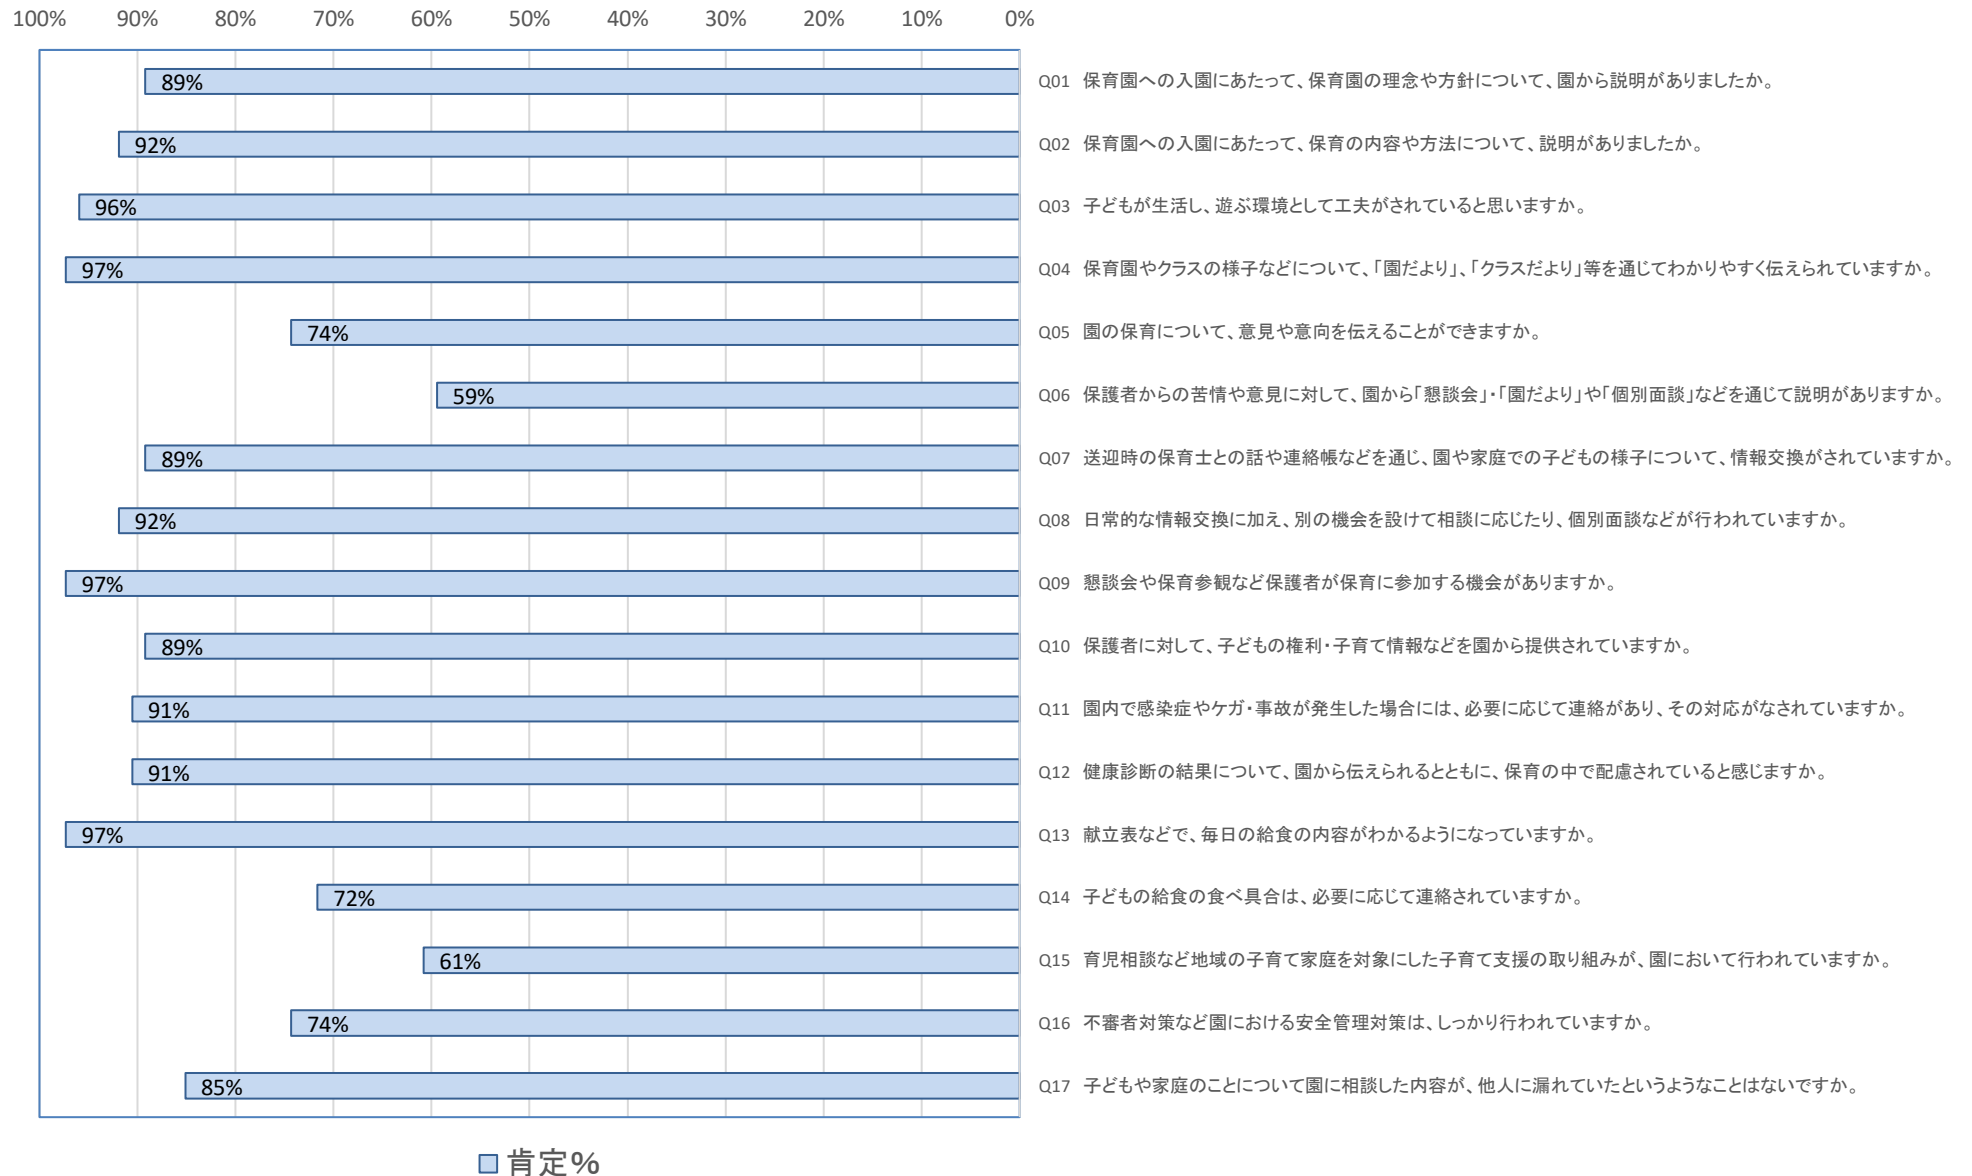 100% 90% 80% 70% 60% 50% 40% 30% 20% 10% 0%
89% Q01 保育園への入園にあたって、保育園の理念や方針について、園から説明がありましたか。
92% Q02 保育園への入園にあたって、保育の内容や方法について、説明がありましたか。
96% Q03 子どもが生活し、遊ぶ環境として工夫がされていると思いますか。
97% Q04 保育園やクラスの様子などについて、「園だより」、「クラスだより」等を通じてわかりやすく伝えられていますか。
74% Q05 園の保育について、意見や意向を伝えることができますか。
59% Q06 保護者からの苦情や意見に対して、園から「懇談会」・「園だより」や「個別面談」などを通じて説明がありますか。
89% Q07 送迎時の保育士との話や連絡帳などを通じ、園や家庭での子どもの様子について、情報交換がされていますか。
92% Q08 日常的な情報交換に加え、別の機会を設けて相談に応じたり、個別面談などが行われていますか。
97% Q09 懇談会や保育参観など保護者が保育に参加する機会がありますか。
89% Q10 保護者に対して、子どもの権利・子育て情報などを園から提供されていますか。
91% Q11 園内で感染症やケガ・事故が発生した場合には、必要に応じて連絡があり、その対応がなされていますか。
91% Q12 健康診断の結果について、園から伝えられるとともに、保育の中で配慮されていると感じますか。
97% Q13 献立表などで、毎日の給食の内容がわかるようになっていますか。
72% Q14 子どもの給食の食べ具合は、必要に応じて連絡されていますか。
61% Q15 育児相談など地域の子育て家庭を対象にした子育て支援の取り組みが、園において行われていますか。
74% Q16 不審者対策など園における安全管理対策は、しっかり行われていますか。
85% Q17 子どもや家庭のことについて園に相談した内容が、他人に漏れていたというようなことはないですか。
肯定%